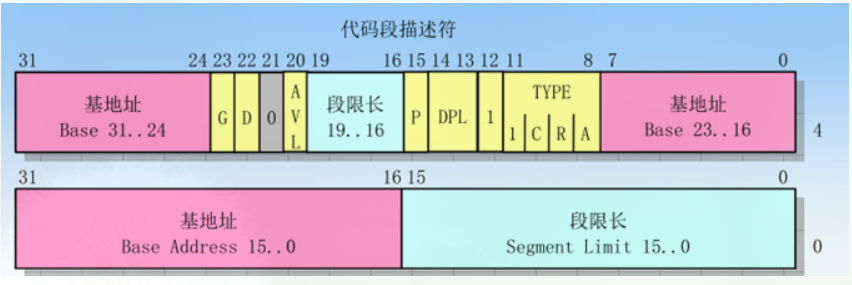 代码段描述符
31 24 23 22 21 20 19 16 15 14 13 12 11 8 7 0
基地址 Base 31..24 G D 0 AVL 段限长 19..16 P DPL 1 TYPE 1 C R A 基地址 Base 23..16 4
31 16 15 0
基地址 段限长
Base Address 15..0 Segment Limit 15..0 0